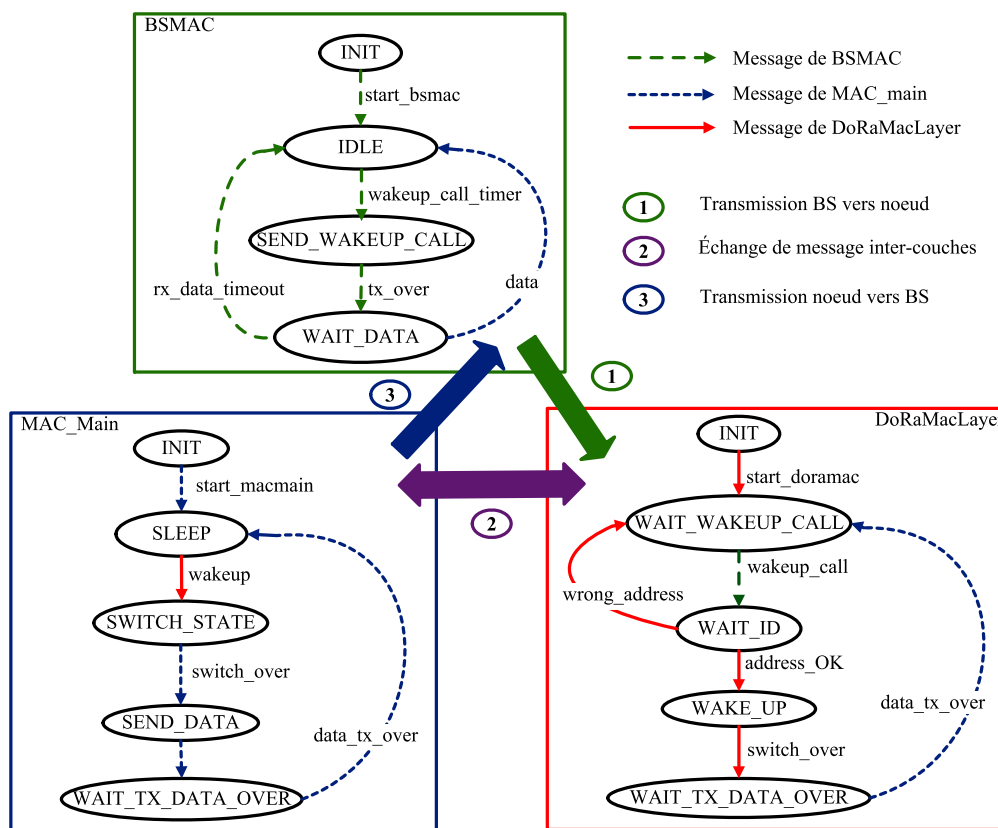 BSMAC
INIT
start_bsmac
IDLE
wakeup_call_timer
SEND_WAKEUP_CALL
rx_data_timeout
tx_over
data
WAIT_DATA
Message de BSMAC
Message de MAC_main
Message de DoRaMacLayer
1 Transmission BS vers noeud
2 Échange de message inter-couches
3 Transmission noeud vers BS
3
1
2
MAC_Main
INIT
start_macmain
SLEEP
wakeup
SWITCH_STATE
switch_over
SEND_DATA
data_tx_over
WAIT_TX_DATA_OVER
DoRaMacLayer
INIT
start_doramac
WAIT_WAKEUP_CALL
wakeup_call
wrong_address
WAIT_ID
address_OK
WAKE_UP
data_tx_over
switch_over
WAIT_TX_DATA_OVER